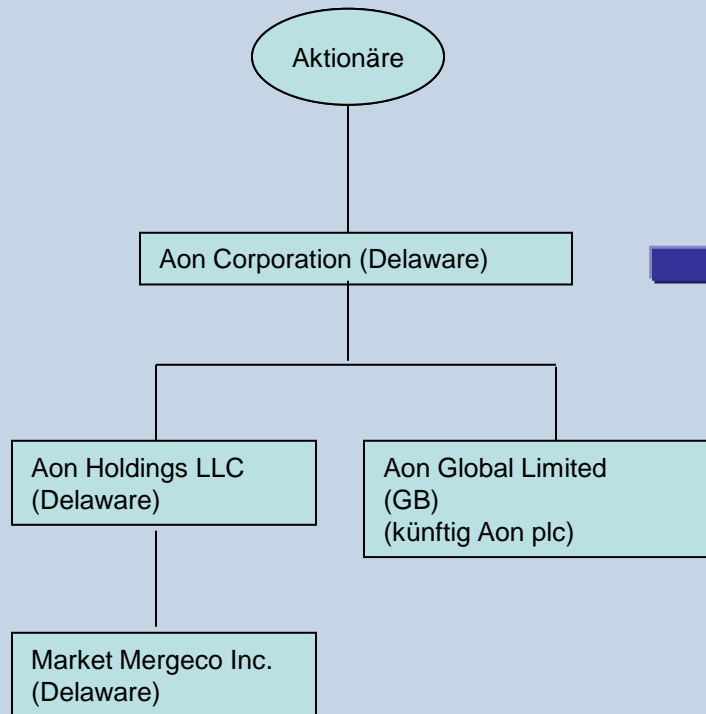 Aktionäre
Aon Corporation (Delaware)
Aon Holdings LLC
(Delaware)
Aon Global Limited
(GB)
(künftig Aon plc)
Market Mergeco Inc.
(Delaware)